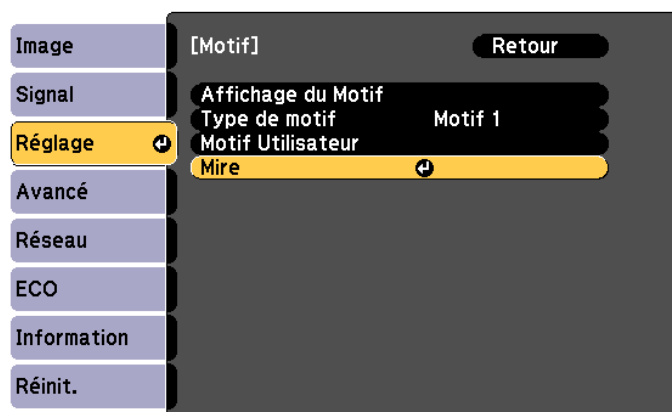 Image
Signal
Réglage
Avancé
Réseau
ECO
Information
Réinit.
[Motif] Retour
Affichage du Motif
Type de motif Motif 1
Motif Utilisateur
Mire